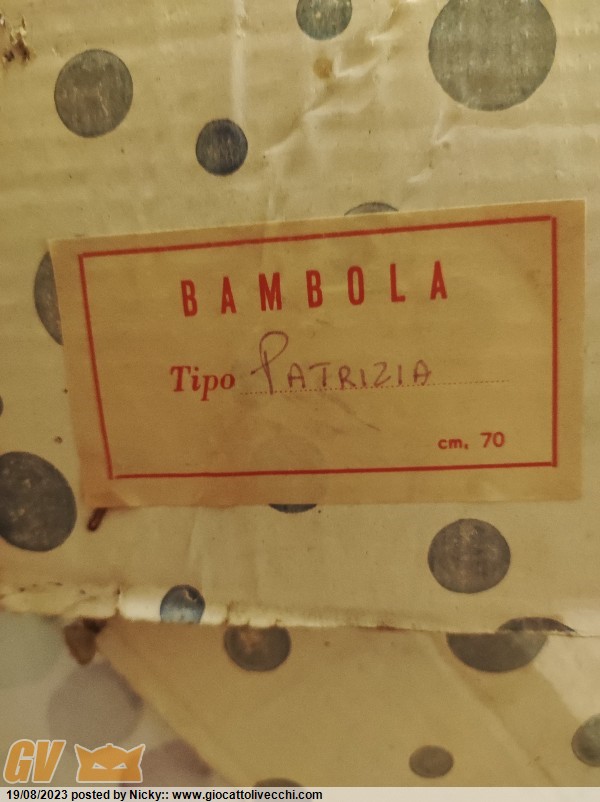 BAMBOLA
Tipo PATRIZIA
cm. 70
GV
19/08/2023 posted by Nicky:: www.giocattolivecchi.com